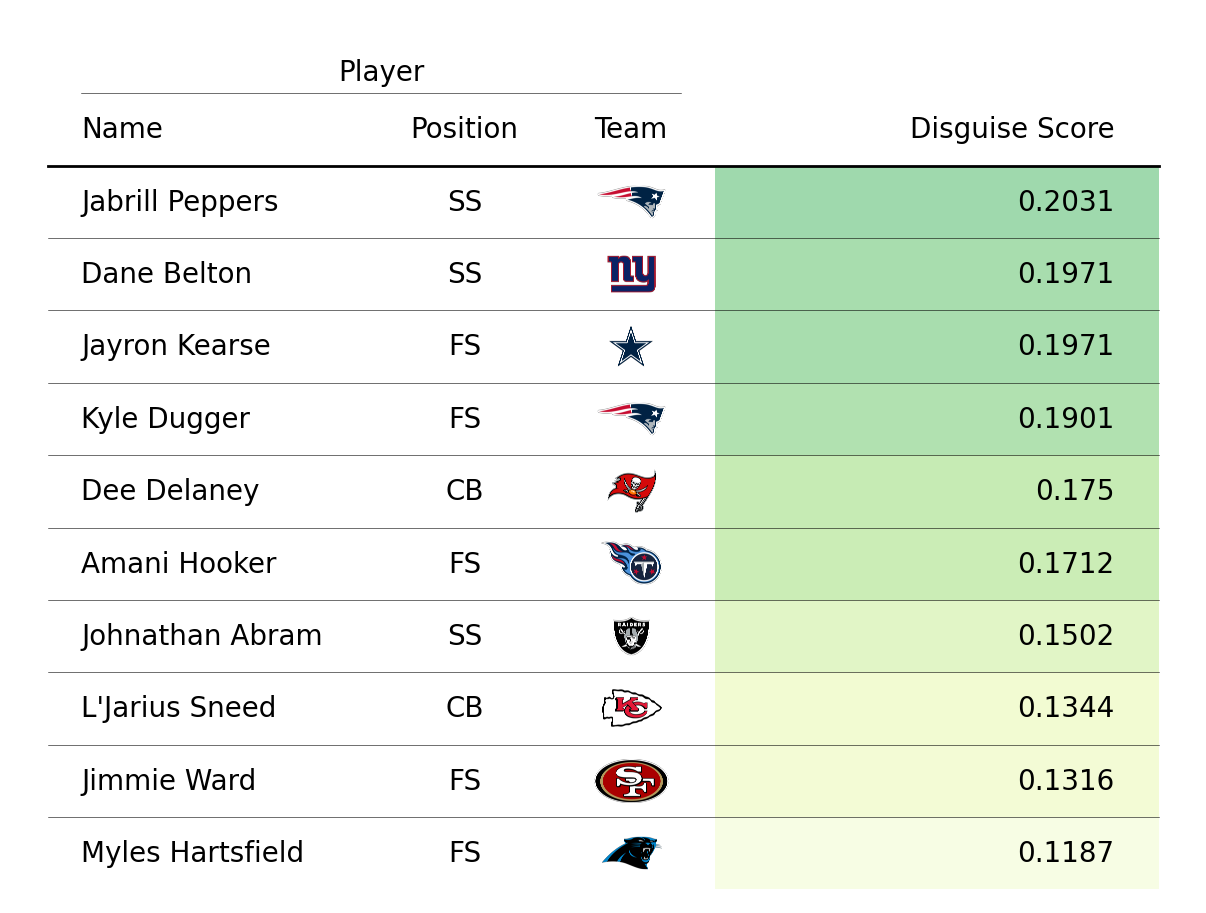 Player
Name Position Team Disguise Score
Jabrill Peppers SS 0.2031
Dane Belton SS ny 0.1971
Jayron Kearse FS 0.1971
Kyle Dugger FS 0.1901
Dee Delaney CB 0.175
Amani Hooker FS T 0.1712
Johnathan Abram SS RAIDERS 0.1502
L'Jarius Sneed CB KC 0.1344
Jimmie Ward FS SF 0.1316
Myles Hartsfield FS 0.1187